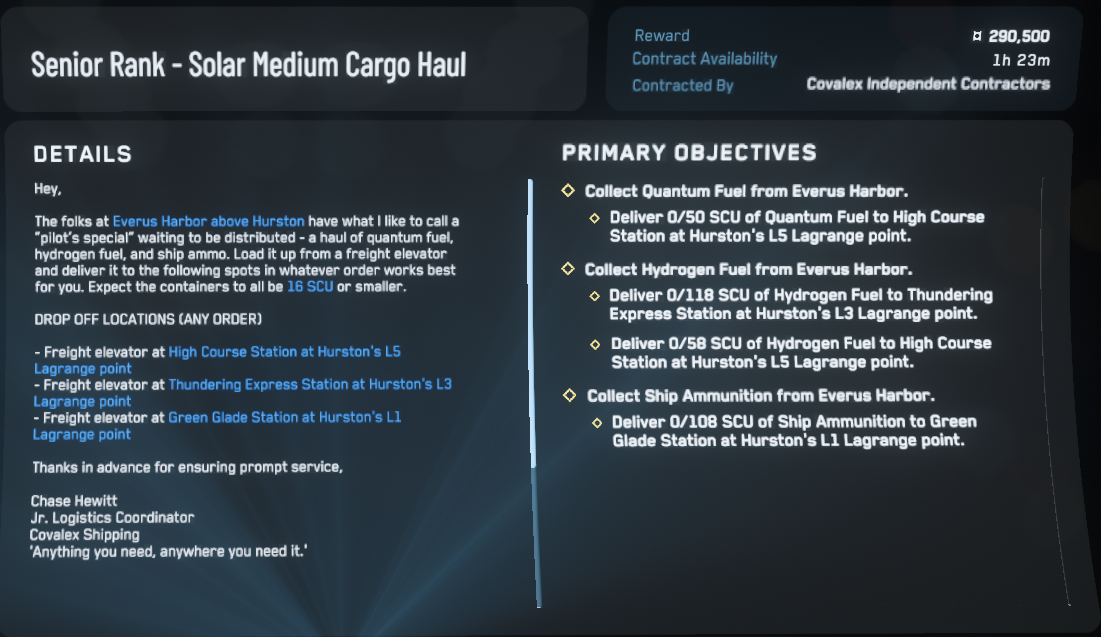 Senior Rank - Solar Medium Cargo Haul
Reward ¤ 290,500
Contract Availability 1h 23m
Contracted By Covalex Independent Contractors
DETAILS
Hey,
The folks at Everus Harbor above Hurston have what I like to call a
"pilot's special" waiting to be distributed - a haul of quantum fuel,
hydrogen fuel, and ship ammo. Load it up from a freight elevator
and deliver it to the following spots in whatever order works best
for you. Expect the containers to all be 16 SCU or smaller.
DROP OFF LOCATIONS (ANY ORDER)
- Freight elevator at High Course Station at Hurston's L5
Lagrange point
- Freight elevator at Thundering Express Station at Hurston's L3
Lagrange point
- Freight elevator at Green Glade Station at Hurston's L1
Lagrange point
Thanks in advance for ensuring prompt service,
Chase Hewitt
Jr. Logistics Coordinator
Covalex Shipping
'Anything you need, anywhere you need it.'
PRIMARY OBJECTIVES
Collect Quantum Fuel from Everus Harbor.
Deliver 0/50 SCU of Quantum Fuel to High Course
Station at Hurston's L5 Lagrange point.
Collect Hydrogen Fuel from Everus Harbor.
Deliver 0/118 SCU of Hydrogen Fuel to Thundering
Express Station at Hurston's L3 Lagrange point.
Deliver 0/58 SCU of Hydrogen Fuel to High Course
Station at Hurston's L5 Lagrange point.
Collect Ship Ammunition from Everus Harbor.
Deliver 0/108 SCU of Ship Ammunition to Green
Glade Station at Hurston's L1 Lagrange point.